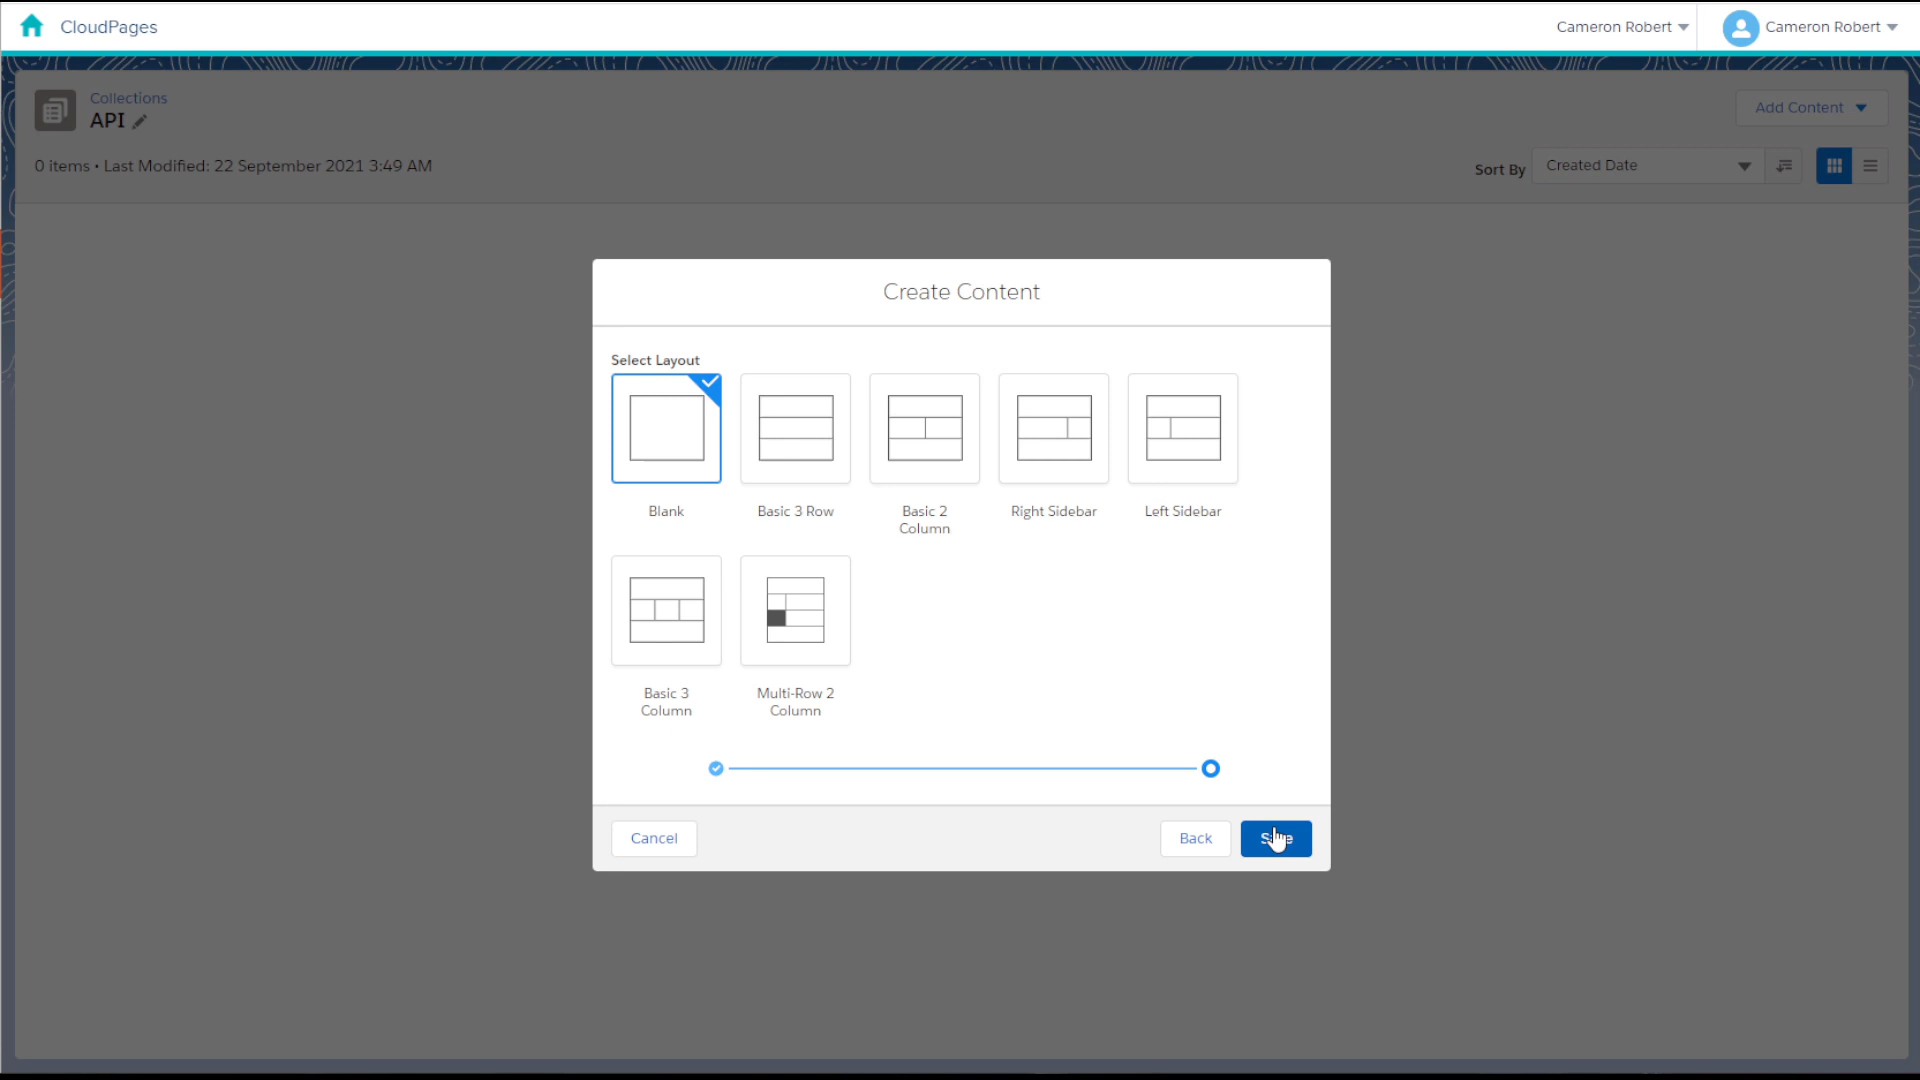 CloudPages
Cameron Robert
Cameron Robert
Collections
API
Add Content
0 items • Last Modified: 22 September 2021 3:49 AM
Sort By
Created Date
Create Content
Select Layout
Blank
Basic 3 Row
Basic 2
Column
Right Sidebar
Left Sidebar
Basic 3
Column
Multi-Row 2
Column
Cancel
Back